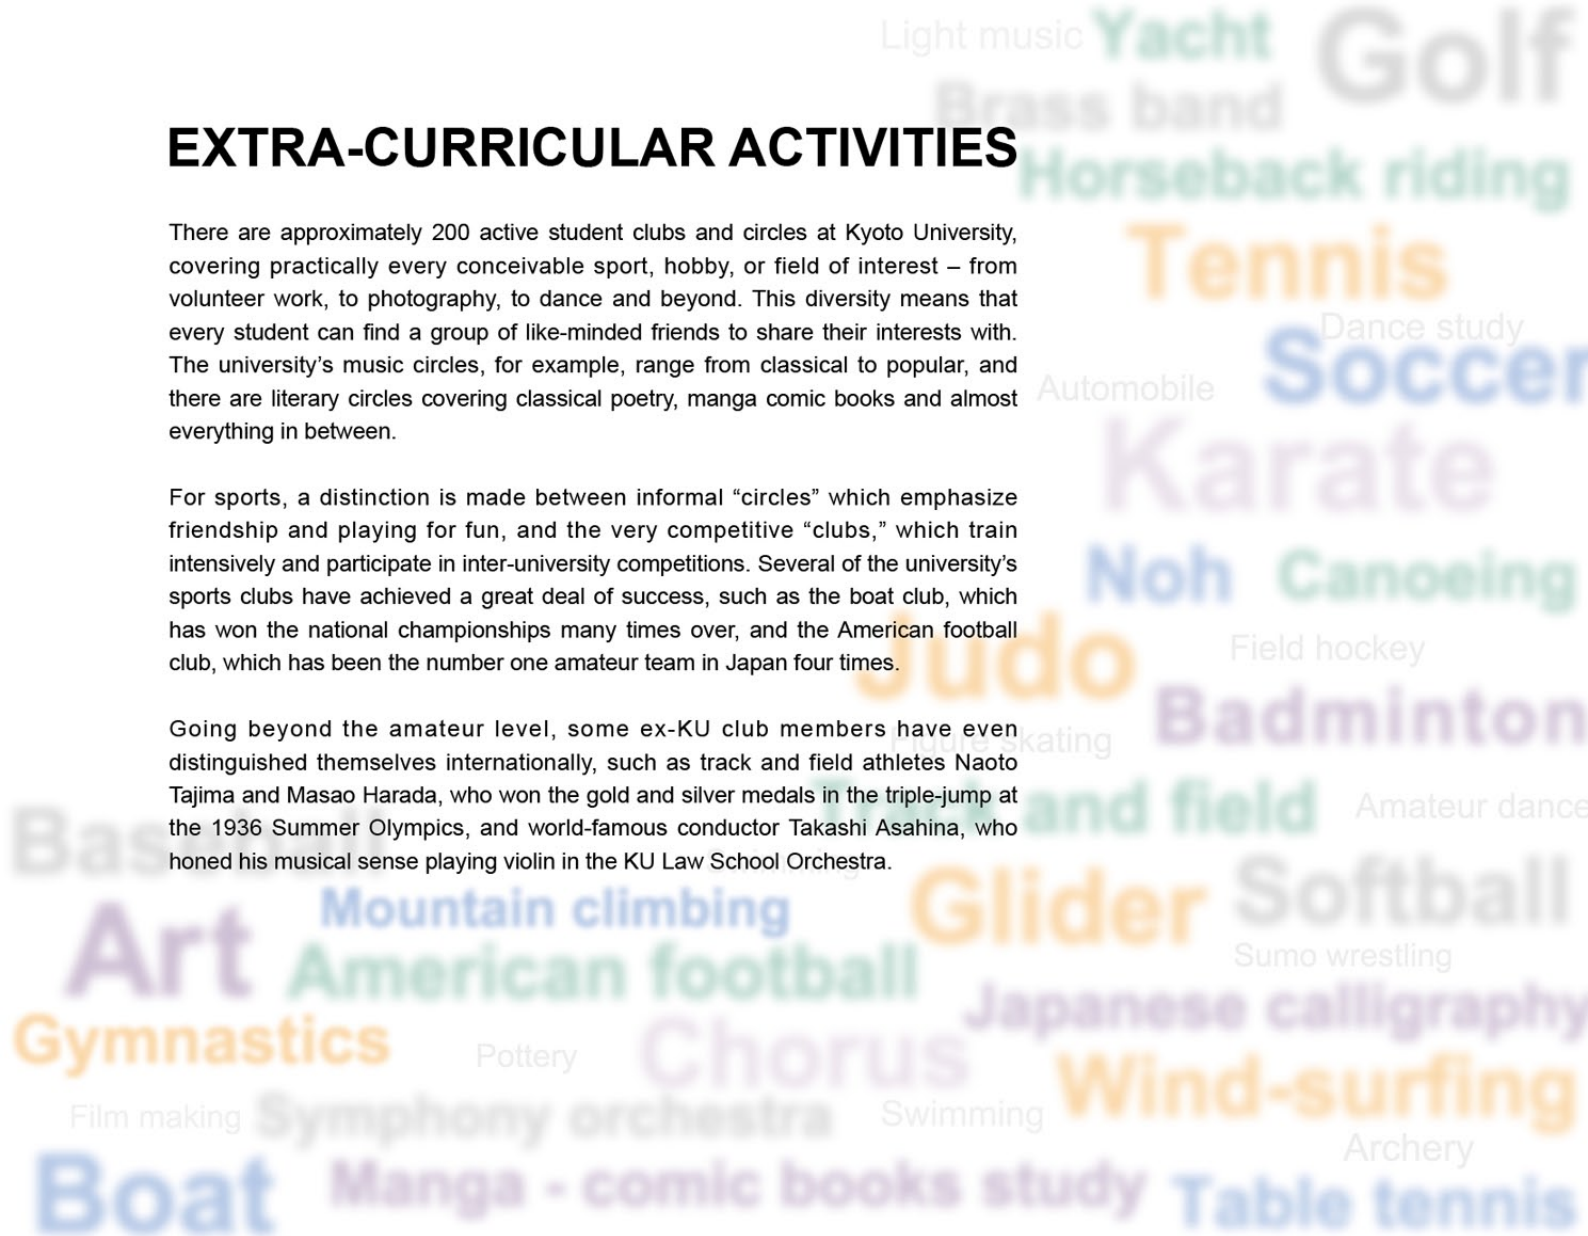 Light music Yacht Golf
Brass band
EXTRA-CURRICULAR ACTIVITIES
Horseback riding
There are approximately 200 active student clubs and circles at Kyoto University,
covering practically every conceivable sport, hobby, or field of interest – from
volunteer work, to photography, to dance and beyond. This diversity means that
every student can find a group of like-minded friends to share their interests with.
The university’s music circles, for example, range from classical to popular, and
there are literary circles covering classical poetry, manga comic books and almost
everything in between.
Tennis
Dance study
Soccer
Automobile
Karate
For sports, a distinction is made between informal “circles” which emphasize
friendship and playing for fun, and the very competitive “clubs,” which train
intensively and participate in inter-university competitions. Several of the university’s
sports clubs have achieved a great deal of success, such as the boat club, which
has won the national championships many times over, and the American football
club, which has been the number one amateur team in Japan four times.
Noh Canoeing
Judo
Field hockey
Badminton
Figure skating
Going beyond the amateur level, some ex-KU club members have even
distinguished themselves internationally, such as track and field athletes Naoto
Tajima and Masao Harada, who won the gold and silver medals in the triple-jump at
the 1936 Summer Olympics, and world-famous conductor Takashi Asahina, who
honed his musical sense playing violin in the KU Law School Orchestra.
Track and field
Amateur dance
Baseball
Swimming
Glider Softball
Art Mountain climbing
Sumo wrestling
American football
Japanese calligraphy
Gymnastics
Pottery
Chorus
Wind-surfing
Film making Symphony orchestra Swimming
Archery
Boat Manga - comic books study Table tennis